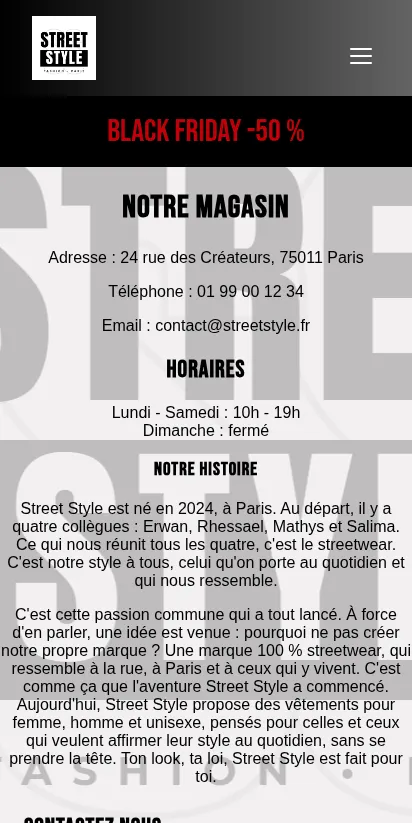 STREET
STYLE
FASHION - PARIS
BLACK FRIDAY -50 %
NOTRE MAGASIN
Adresse : 24 rue des Créateurs, 75011 Paris
Téléphone : 01 99 00 12 34
Email : contact@streetstyle.fr
HORAIRES
Lundi - Samedi : 10h - 19h
Dimanche : fermé
NOTRE HISTOIRE
Street Style est né en 2024, à Paris. Au départ, il y a
quatre collègues : Erwan, Rhessael, Mathys et Salima.
Ce qui nous réunit tous les quatre, c'est le streetwear.
C'est notre style à tous, celui qu'on porte au quotidien et
qui nous ressemble.
C'est cette passion commune qui a tout lancé. À force
d'en parler, une idée est venue : pourquoi ne pas créer
notre propre marque ? Une marque 100 % streetwear, qui
ressemble à la rue, à Paris et à ceux qui y vivent. C'est
comme ça que l'aventure Street Style a commencé.
Aujourd'hui, Street Style propose des vêtements pour
femme, homme et unisexe, pensés pour celles et ceux
qui veulent affirmer leur style au quotidien, sans se
prendre la tête. Ton look, ta loi, Street Style est fait pour
toi.
CONTACTEZ-NOUS